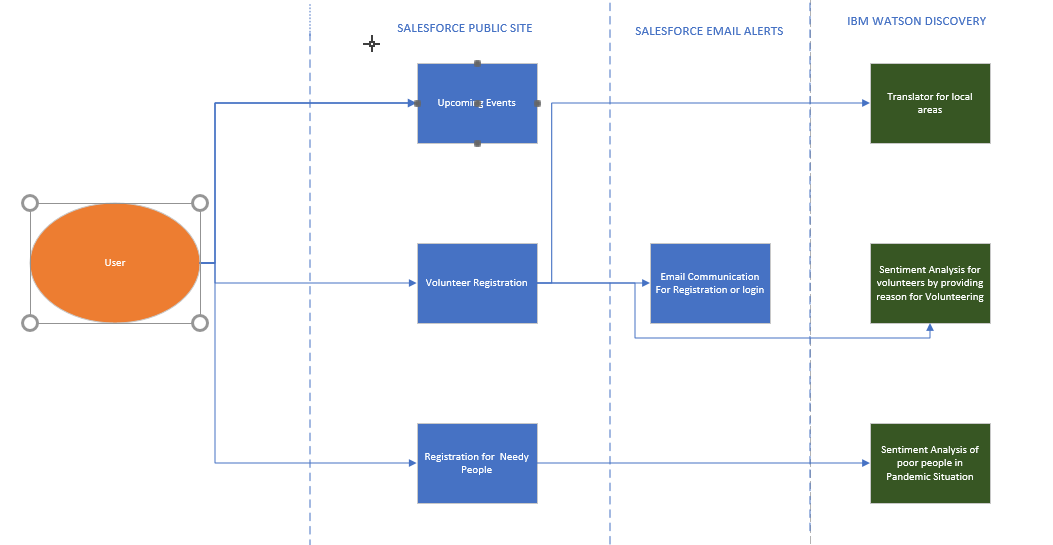 SALESFORCE PUBLIC SITE
SALESFORCE EMAIL ALERTS
IBM WATSON DISCOVERY
Upcoming Events
Translator for local
areas
User
Volunteer Registration
Email Communication
For Registration or login
Sentiment Analysis for
volunteers by providing
reason for Volunteering
Registration for  Needy
People
Sentiment Analysis of
poor people in
Pandemic Situation